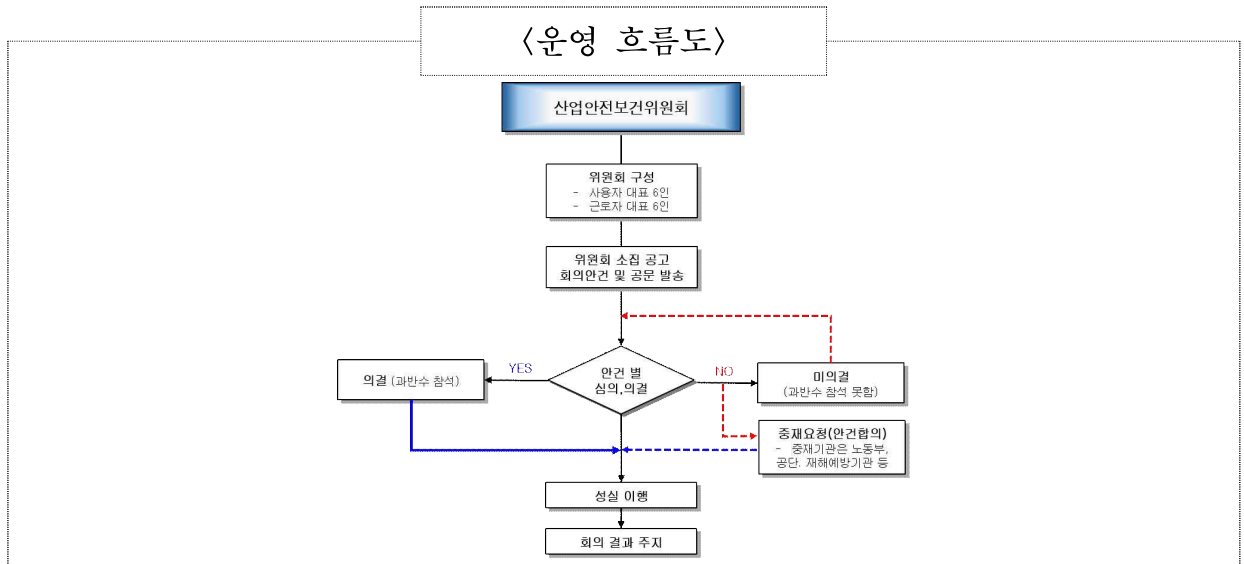 <운영 흐름도>
산업안전보건위원회
위원회 구성
- 사용자 대표 6인
- 근로자 대표 6인
위원회 소집 공고
회의안건 및 공문 발송
안건 별
심의,의결
YES
NO
의결 (과반수 참석)
미의결
(과반수 참석 못함)
중재요청(안건합의)
- 중재기관은 노동부,
공단. 재해예방기관 등
성실 이행
회의 결과 주지